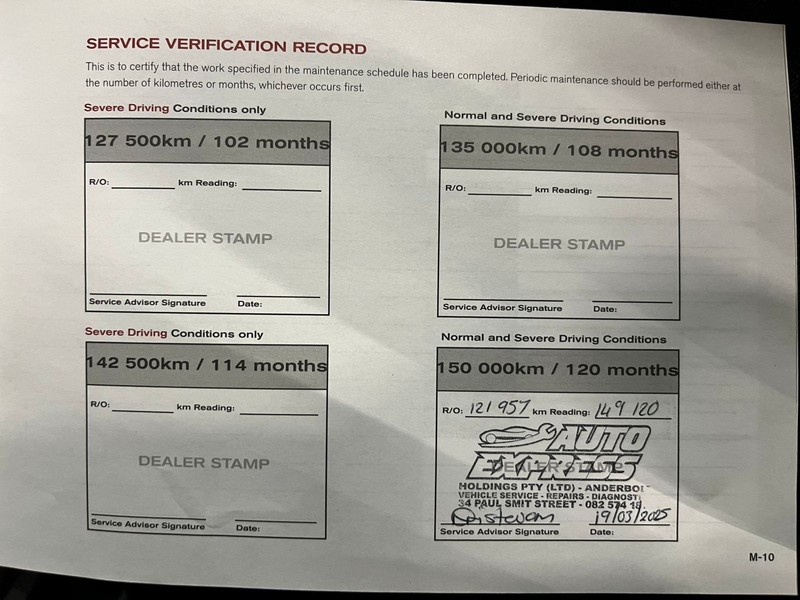 SERVICE VERIFICATION RECORD
This is to certify that the work specified in the maintenance schedule has been completed. Periodic maintenance should be performed either at
the number of kilometres or months, whichever occurs first.
Severe Driving Conditions only
127 500km / 102 months
R/O: km Reading:
DEALER STAMP
Service Advisor Signature Date:
Normal and Severe Driving Conditions
135 000km / 108 months
R/O: km Reading:
DEALER STAMP
Service Advisor Signature Date:
Severe Driving Conditions only
142 500km / 114 months
R/O: km Reading:
DEALER STAMP
Service Advisor Signature Date:
Normal and Severe Driving Conditions
150 000km / 120 months
R/O: 121 957 km Reading: 149 120
AUTO
EXPRESS
DEALER STAMP
HOLDINGS PTY (LTD) - ANDERBO
VEHICLE SERVICE - REPAIRS - DIAGNOST
34 PAUL SMIT STREET - 082 574 18
19/03/2025
Service Advisor Signature Date:
M-10